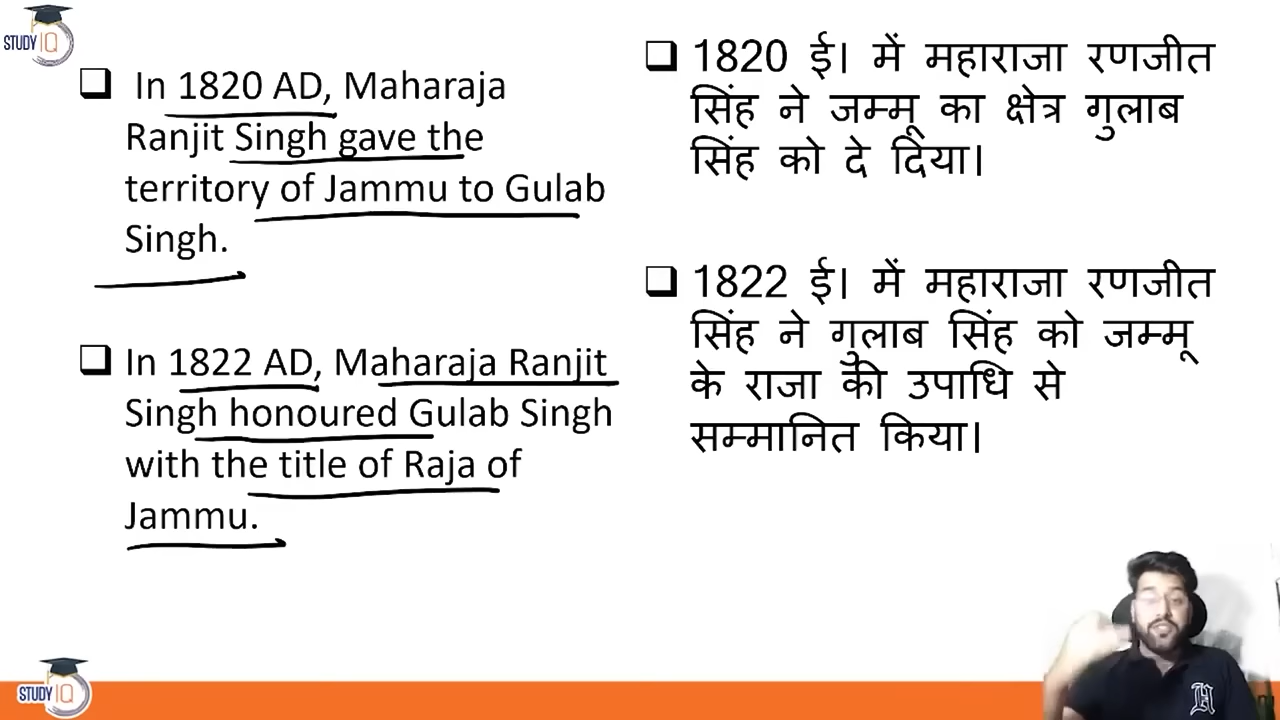 STUDY IQ
❑ In 1820 AD, Maharaja
Ranjit Singh gave the
territory of Jammu to Gulab
Singh.
❑ In 1822 AD, Maharaja Ranjit
Singh honoured Gulab Singh
with the title of Raja of
Jammu.
❑ 1820 ई। में महाराजा रणजीत
सिंह ने जम्मू का क्षेत्र गुलाब
सिंह को दे दिया।
❑ 1822 ई। में महाराजा रणजीत
सिंह ने गुलाब सिंह को जम्मू
के राजा की उपाधि से
सम्मानित किया।
STUDY IQ